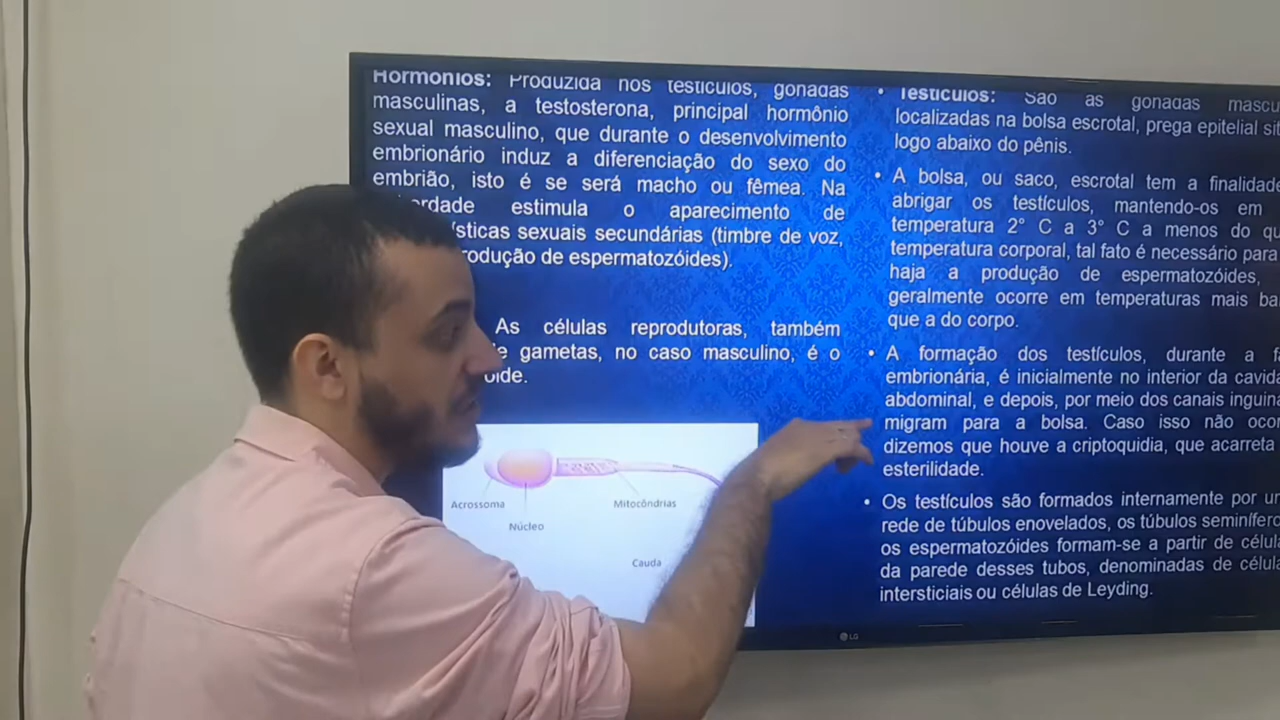 Hormônios: Produzida nos testículos, gônadas
masculinas, a testosterona, principal hormônio
sexual masculino, que durante o desenvolvimento
embrionário induz a diferenciação do sexo do
embrião, isto é se será macho ou fêmea. Na
estimula o aparecimento de
sexuais secundárias (timbre de voz,
de espermatozóides).
As células reprodutoras, também
gametas, no caso masculino, é o
Acrossoma
Núcleo
Mitocôndrias
Cauda
• Testículos: São as gônadas
localizadas na bolsa escrotal, prega epitelial
logo abaixo do pênis.
• A bolsa, ou saco, escrotal tem a finalidade
abrigar os testículos, mantendo-os em
temperatura 2° C a 3° C a menos do
temperatura corporal, tal fato é necessário para
haja a produção de espermatozóides,
geralmente ocorre em temperaturas mais
que a do corpo.
• A formação dos testículos, durante a
embrionária, é inicialmente no interior da
abdominal, e depois, por meio dos canais
migram para a bolsa. Caso isso não
dizemos que houve a criptoquidia, que acarreta
esterilidade.
• Os testículos são formados internamente por
rede de túbulos enovelados, os túbulos
os espermatozóides formam-se a partir de
da parede desses tubos, denominadas de
intersticiais ou células de Leyding.
LG